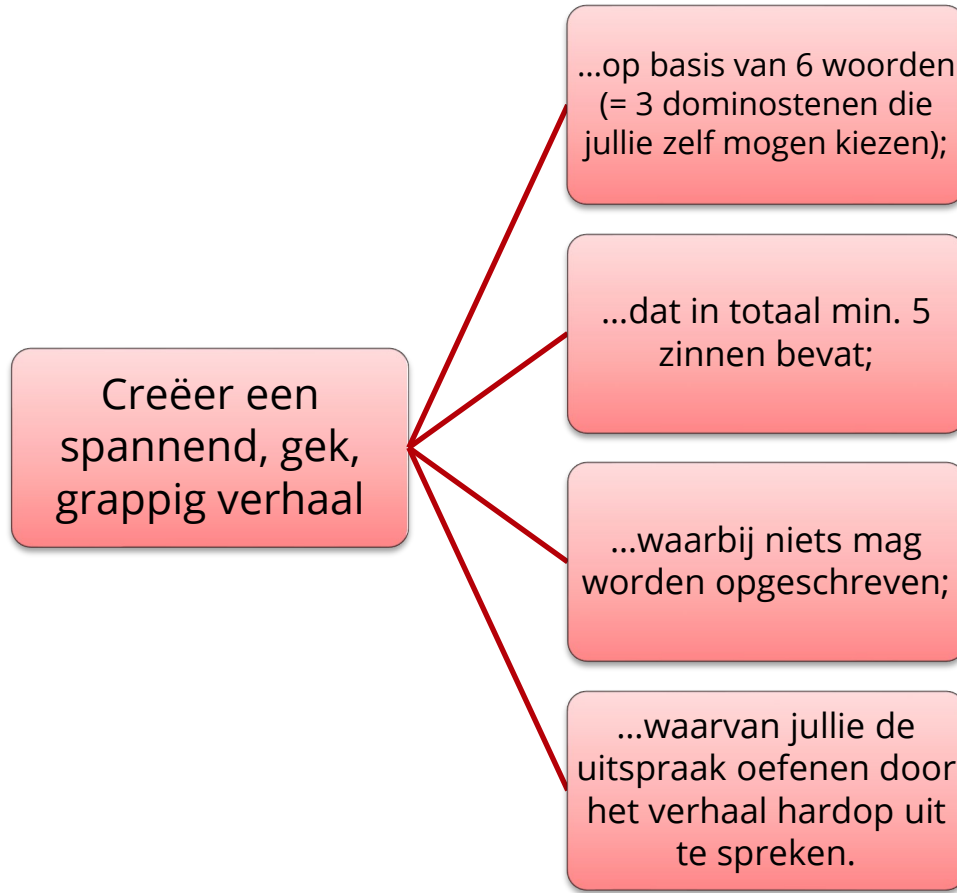 Creëer een
spannend, gek,
grappig verhaal
...op basis van 6 woorden
(= 3 dominostenen die
jullie zelf mogen kiezen);
...dat in totaal min. 5
zinnen bevat;
...waarbij niets mag
worden opgeschreven;
...waarvan jullie de
uitspraak oefenen door
het verhaal hardop uit
te spreken.